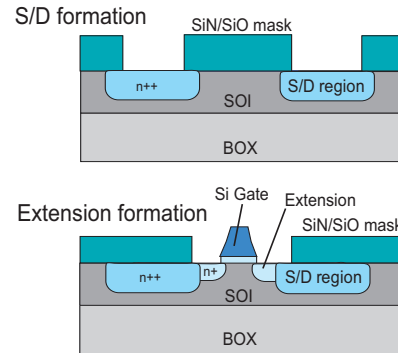 S/D formation
SiN/SiO mask
n++
S/D region
SOI
BOX
Si Gate
Extension
Extension formation
SiN/SiO mask
n++
n+
S/D region
SOI
BOX